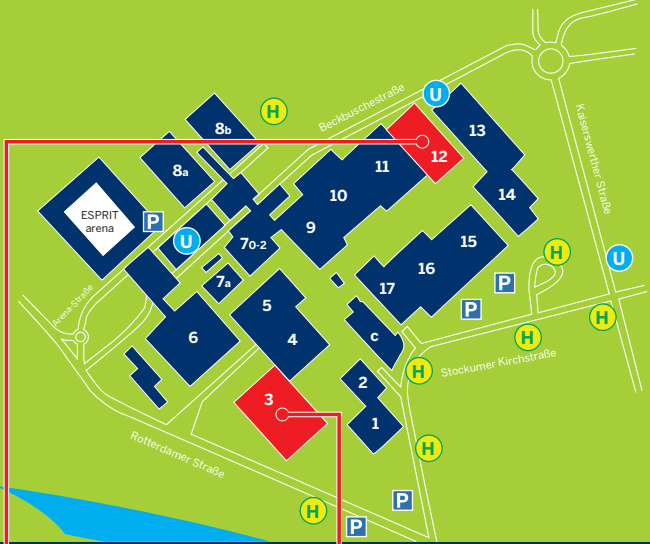 H
8b
U
Beckbuschestraße
13
Kaiserswerther Straße
12
11
8a
10
14
ESPRIT
arena
P
9
U
70-2
15
16
H
U
7a
17
P
P
5
Arena-Straße
6
4
C
H
H
Stockumer Kirchstraße
H
2
3
1
Rotterdamer Straße
H
P
H
P